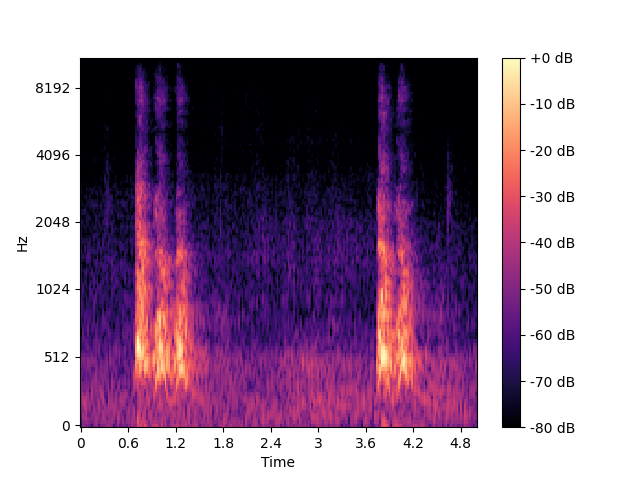 +0 dB
8192
-10 dB
4096
-20 dB
-30 dB
Hz
2048
-40 dB
1024
-50 dB
-60 dB
512
-70 dB
0
-80 dB
0 0.6 1.2 1.8 2.4 3 3.6 4.2 4.8
Time